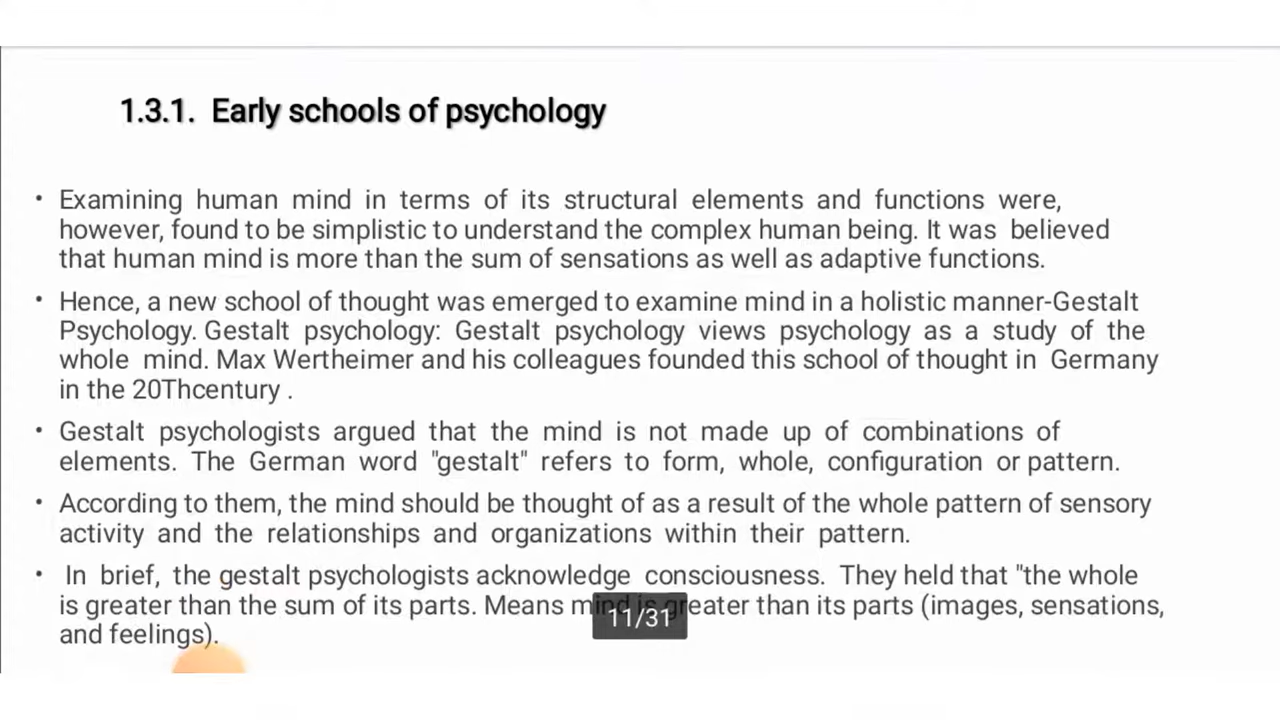 1.3.1. Early schools of psychology
• Examining human mind in terms of its structural elements and functions were,
however, found to be simplistic to understand the complex human being. It was believed
that human mind is more than the sum of sensations as well as adaptive functions.
• Hence, a new school of thought was emerged to examine mind in a holistic manner-Gestalt
Psychology. Gestalt psychology: Gestalt psychology views psychology as a study of the
whole mind. Max Wertheimer and his colleagues founded this school of thought in Germany
in the 20Thcentury .
• Gestalt psychologists argued that the mind is not made up of combinations of
elements. The German word "gestalt" refers to form, whole, configuration or pattern.
• According to them, the mind should be thought of as a result of the whole pattern of sensory
activity and the relationships and organizations within their pattern.
• In brief, the gestalt psychologists acknowledge consciousness. They held that "the whole
is greater than the sum of its parts. Means mind is greater than its parts (images, sensations,
and feelings).
11/31